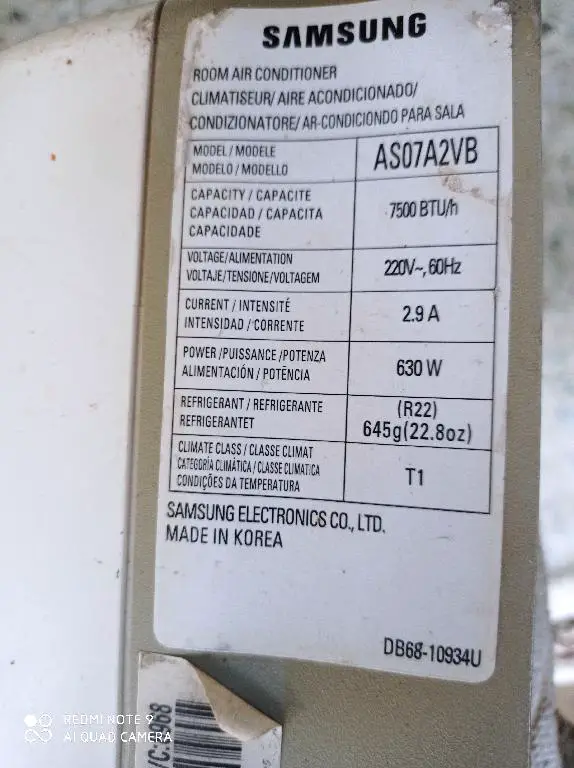 SAMSUNG
ROOM AIR CONDITIONER
CLIMATISEUR/ AIRE ACONDICIONADO/
CONDIZIONATORE/ AR-CONDICIONDO PARA SALA
MODEL / MODELE
MODELO / MODELLO
AS07A2VB
CAPACITY / CAPACITE
CAPACIDAD / CAPACITA
CAPACIDADE
7500 BTU/h
VOLTAGE/ALIMENTATION
VOLTAJE/TENSIONE/VOLTAGEM
220V~, 60Hz
CURRENT / INTENSITÉ
INTENSIDAD / CORRENTE
2.9 A
POWER /PUISSANCE /POTENZA
ALIMENTACIÓN / POTÊNCIA
630 W
REFRIGERANT / REFRIGERANTE
REFRIGERANTET
(R22)
645g(22.8oz)
CLIMATE CLASS / CLASSE CLIMAT
CATEGORÍA CLIMÁTICA / CLASSE CLIMATICA
CONDIÇÕES DA TEMPERATURA
T1
SAMSUNG ELECTRONICS CO., LTD.
MADE IN KOREA
DB68-10934U
REDMI NOTE 9
AI QUAD CAMERA